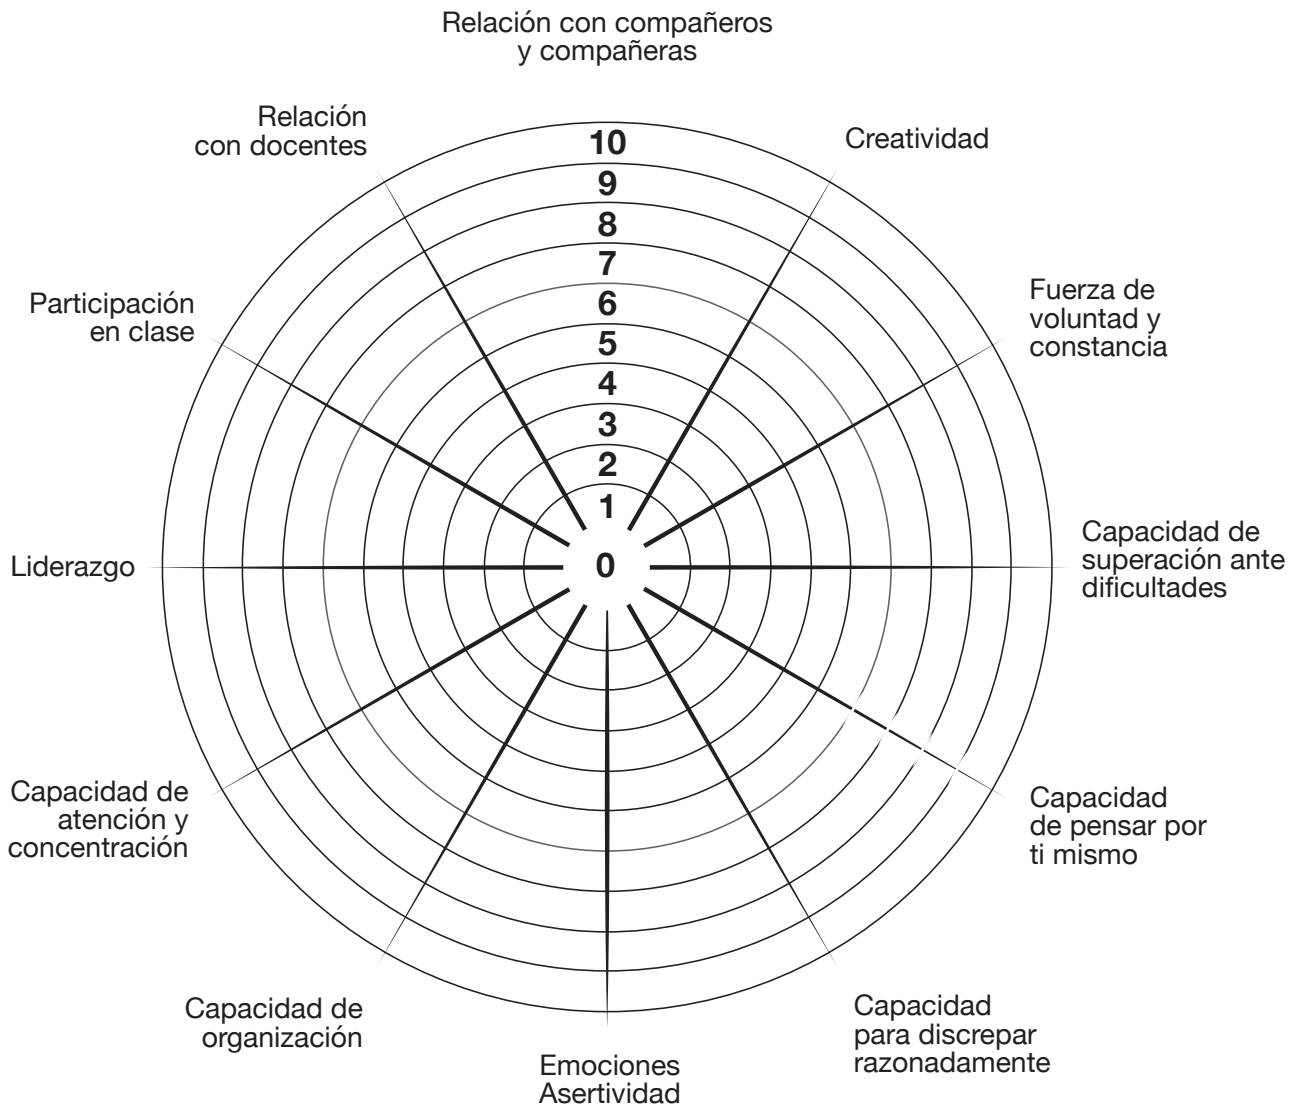 Relación con compañeros
y compañeras
Relación
con docentes
Creatividad
10
9
8
7
6
5
4
3
2
1
0
Participación
en clase
Fuerza de
voluntad y
constancia
Liderazgo
Capacidad de
superación ante
dificultades
Capacidad de
atención y
concentración
Capacidad
de pensar por
ti mismo
Capacidad de
organización
Emociones
Asertividad
Capacidad
para discrepar
razonadamente